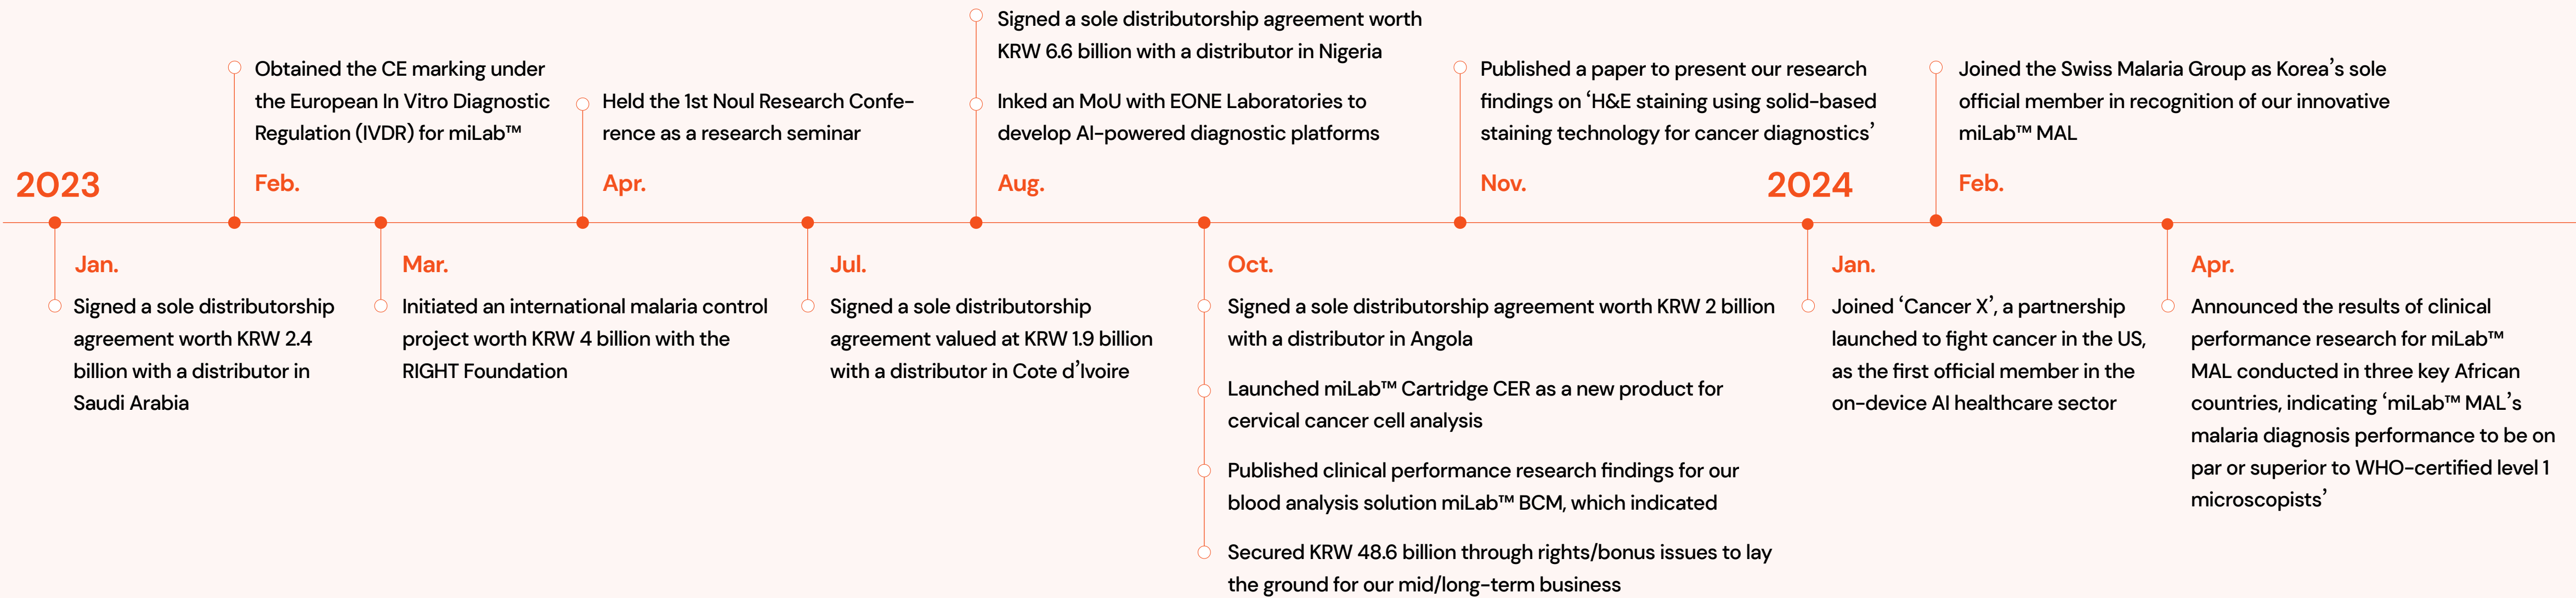 2023
Jan.
Signed a sole distributorship
agreement worth KRW 2.4
billion with a distributor in
Saudi Arabia
Obtained the CE marking under
the European In Vitro Diagnostic
Regulation (IVDR) for miLab™
Feb.
Mar.
Initiated an international malaria control
project worth KRW 4 billion with the
RIGHT Foundation
Held the 1st Noul Research Confe-
rence as a research seminar
Apr.
Jul.
Signed a sole distributorship
agreement valued at KRW 1.9 billion
with a distributor in Cote d’Ivoire
Signed a sole distributorship agreement worth
KRW 6.6 billion with a distributor in Nigeria
Inked an MoU with EONE Laboratories to
develop AI-powered diagnostic platforms
Aug.
Oct.
Signed a sole distributorship agreement worth KRW 2 billion
with a distributor in Angola
Launched miLab™ Cartridge CER as a new product for
cervical cancer cell analysis
Published clinical performance research findings for our
blood analysis solution miLab™ BCM, which indicated
Secured KRW 48.6 billion through rights/bonus issues to lay
the ground for our mid/long-term business
Published a paper to present our research
findings on ‘H&E staining using solid-based
staining technology for cancer diagnostics’
Nov.
2024
Jan.
Joined ‘Cancer X’, a partnership
launched to fight cancer in the US,
as the first official member in the
on-device AI healthcare sector
Joined the Swiss Malaria Group as Korea’s sole
official member in recognition of our innovative
miLab™ MAL
Feb.
Apr.
Announced the results of clinical
performance research for miLab™
MAL conducted in three key African
countries, indicating ‘miLab™ MAL’s
malaria diagnosis performance to be on
par or superior to WHO-certified level 1
microscopists’